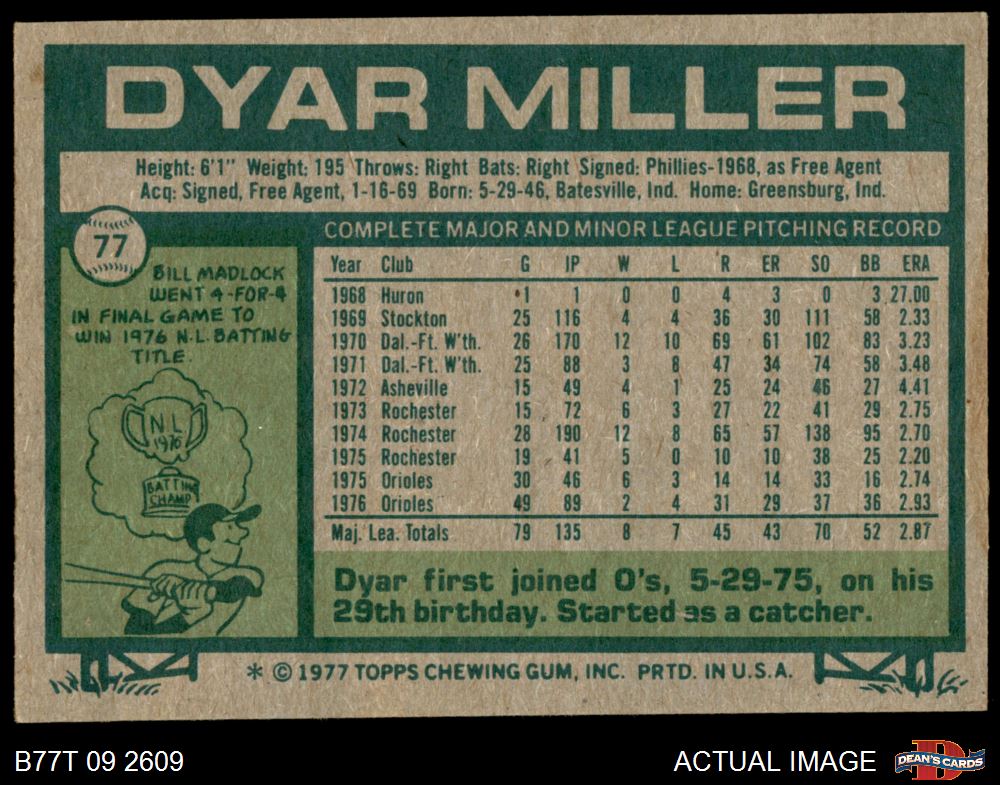 DYAR MILLER
Height: 6'1" Weight: 195 Throws: Right Bats: Right Signed: Phillies-1968, as Free Agent
Acq: Signed, Free Agent, 1-16-69 Born: 5-29-46, Batesville, Ind. Home: Greensburg, Ind.
77
BILL MADLOCK
WENT 4-FOR-4
IN FINAL GAME TO
WIN 1976 N.L. BATTING
TITLE.
N L
1976
BATTING
CHAMP
COMPLETE MAJOR AND MINOR LEAGUE PITCHING RECORD
Year Club G IP W L R ER SO BB ERA
1968 Huron 1 1 0 0 4 3 0 3 27.00
1969 Stockton 25 116 4 4 36 30 111 58 2.33
1970 Dal.-Ft. W'th. 26 170 12 10 69 61 102 83 3.23
1971 Dal.-Ft. W'th. 25 88 3 8 47 34 74 58 3.48
1972 Asheville 15 49 4 1 25 24 46 27 4.41
1973 Rochester 15 72 6 3 27 22 41 29 2.75
1974 Rochester 28 190 12 8 65 57 138 95 2.70
1975 Rochester 19 41 5 0 10 10 38 25 2.20
1975 Orioles 30 46 6 3 14 14 33 16 2.74
1976 Orioles 49 89 2 4 31 29 37 36 2.93
Maj. Lea. Totals 79 135 8 7 45 43 70 52 2.87
Dyar first joined O's, 5-29-75, on his
29th birthday. Started as a catcher.
* © 1977 TOPPS CHEWING GUM, INC. PRTD. IN U.S.A.
B77T 09 2609
ACTUAL IMAGE
D
DEAN'S CARDS